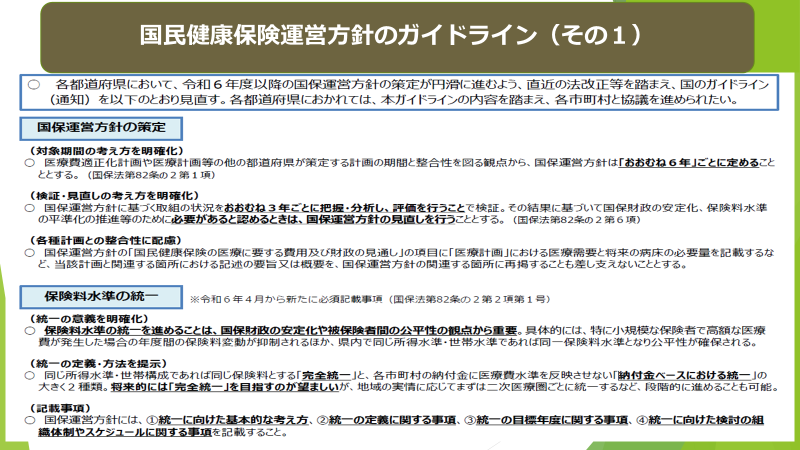 国民健康保険運営方針のガイドライン（その１）
○　各都道府県において、令和６年度以降の国保運営方針の策定が円滑に進むよう、直近の法改正等を踏まえ、国のガイドライン
（通知）を以下のとおり見直す。各都道府県におかれては、本ガイドラインの内容を踏まえ、各市町村と協議を進められたい。
国保運営方針の策定
（対象期間の考え方を明確化）
○　医療費適正化計画や医療計画等の他の都道府県が策定する計画の期間と整合性を図る観点から、国保運営方針は「おおむね６年」ごとに定めること
ととする。（国保法第82条の２第１項）
（検証・見直しの考え方を明確化）
○　国保運営方針に基づく取組の状況をおおむね３年ごとに把握・分析し、評価を行うことで検証。その結果に基づいて国保財政の安定化、保険料水準
の平準化の推進等のために必要があると認めるときは、国保運営方針の見直しを行うこととする。（国保法第82条の２第６項）
（各種計画との整合性に配慮）
○　国保運営方針の「国民健康保険の医療に要する費用及び財政の見通し」の項目に「医療計画」における医療需要と将来の病床の必要量を記載するな
ど、当該計画と関連する箇所における記述の要旨又は概要を、国保運営方針の関連する箇所に再掲することも差し支えないこととする。
保険料水準の統一　※令和６年４月から新たに必須記載事項（国保法第82条の２第２項第１号）
（統一の意義を明確化）
○　保険料水準の統一を進めることは、国保財政の安定化や被保険者間の公平性の観点から重要。具体的には、特に小規模な保険者で高額な医療
費が発生した場合の年度間の保険料変動が抑制されるほか、県内で同じ所得水準・世帯水準であれば同一保険料水準となり公平性が確保される。
（統一の定義・方法を提示）
○　同じ所得水準・世帯構成であれば同じ保険料とする「完全統一」と、各市町村の納付金に医療費水準を反映させない「納付金ベースにおける統一」の
大きく２種類。将来的には「完全統一」を目指すのが望ましいが、地域の実情に応じてまずは二次医療圏ごとに統一するなど、段階的に進めることも可能。
（記載事項）
○　国保運営方針には、①統一に向けた基本的な考え方、②統一の定義に関する事項、③統一の目標年度に関する事項、④統一に向けた検討の組
織体制やスケジュールに関する事項を記載すること。